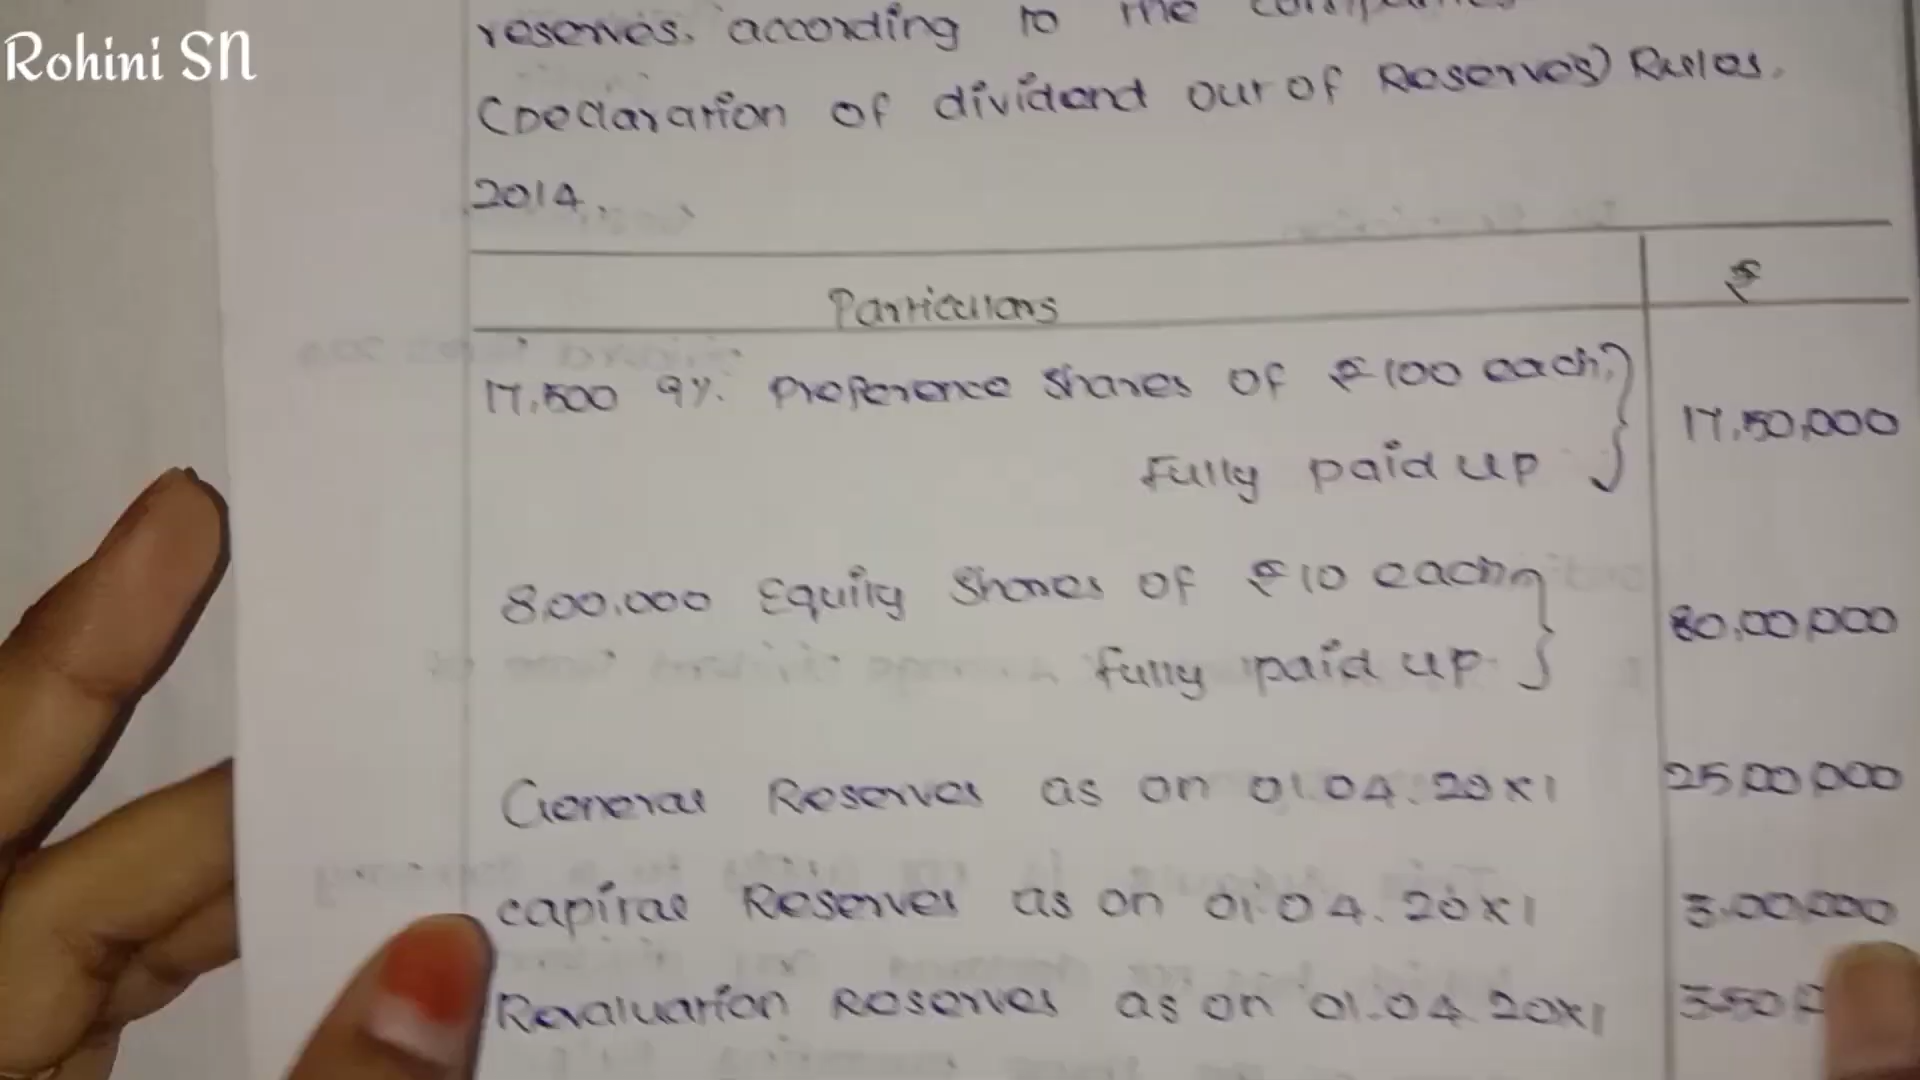 Rohini SN
reserves. according to the
(Declaration of dividend out of Reserves) Rules.
2014.
Particulars ₹
17,500 9%. Preference shares of ₹100 each,
fully paid up 17,50,000
8,00,000 Equity Shares of ₹10 each,
fully paid up. 80,00,000
General Reserves as on 01.04.20x1 25,00,000
capital Reserves as on 01.04.20x1 3,00,000
Revaluation Reserves as on 01.04.20x1